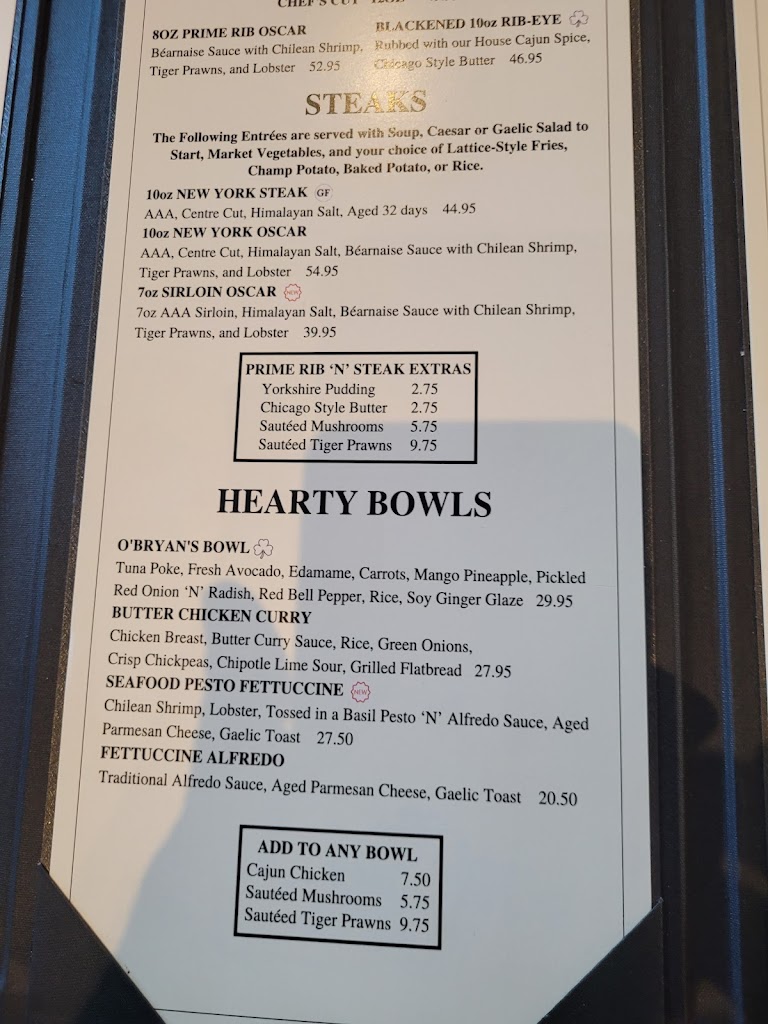 CHEF'S CUT 12OZ
8OZ PRIME RIB OSCAR
Béarnaise Sauce with Chilean Shrimp,
Tiger Prawns, and Lobster 52.95
BLACKENED 10oz RIB-EYE
Rubbed with our House Cajun Spice,
Chicago Style Butter 46.95
STEAKS
The Following Entrées are served with Soup, Caesar or Gaelic Salad to
Start, Market Vegetables, and your choice of Lattice-Style Fries,
Champ Potato, Baked Potato, or Rice.
10oz NEW YORK STEAK GF
AAA, Centre Cut, Himalayan Salt, Aged 32 days 44.95
10oz NEW YORK OSCAR
AAA, Centre Cut, Himalayan Salt, Béarnaise Sauce with Chilean Shrimp,
Tiger Prawns, and Lobster 54.95
7oz SIRLOIN OSCAR NEW
7oz AAA Sirloin, Himalayan Salt, Béarnaise Sauce with Chilean Shrimp,
Tiger Prawns, and Lobster 39.95
PRIME RIB 'N' STEAK EXTRAS
Yorkshire Pudding 2.75
Chicago Style Butter 2.75
Sautéed Mushrooms 5.75
Sautéed Tiger Prawns 9.75
HEARTY BOWLS
O'BRYAN'S BOWL
Tuna Poke, Fresh Avocado, Edamame, Carrots, Mango Pineapple, Pickled
Red Onion 'N' Radish, Red Bell Pepper, Rice, Soy Ginger Glaze 29.95
BUTTER CHICKEN CURRY
Chicken Breast, Butter Curry Sauce, Rice, Green Onions,
Crisp Chickpeas, Chipotle Lime Sour, Grilled Flatbread 27.95
SEAFOOD PESTO FETTUCCINE NEW
Chilean Shrimp, Lobster, Tossed in a Basil Pesto 'N' Alfredo Sauce, Aged
Parmesan Cheese, Gaelic Toast 27.50
FETTUCCINE ALFREDO
Traditional Alfredo Sauce, Aged Parmesan Cheese, Gaelic Toast 20.50
ADD TO ANY BOWL
Cajun Chicken 7.50
Sautéed Mushrooms 5.75
Sautéed Tiger Prawns 9.75